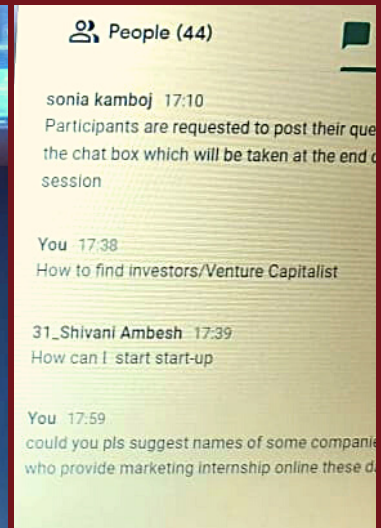 People (44)
sonia kamboj 17:10
Participants are requested to post their que
the chat box which will be taken at the end
session
You 17:38
How to find investors/Venture Capitalist
31_Shivani Ambesh 17:39
How can I start start-up
You 17:59
could you pls suggest names of some companie
who provide marketing internship online these d